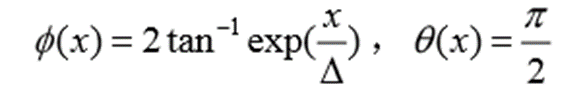 ϕ(x) = 2 tan⁻¹ exp(x/Δ) , θ(x) = π/2